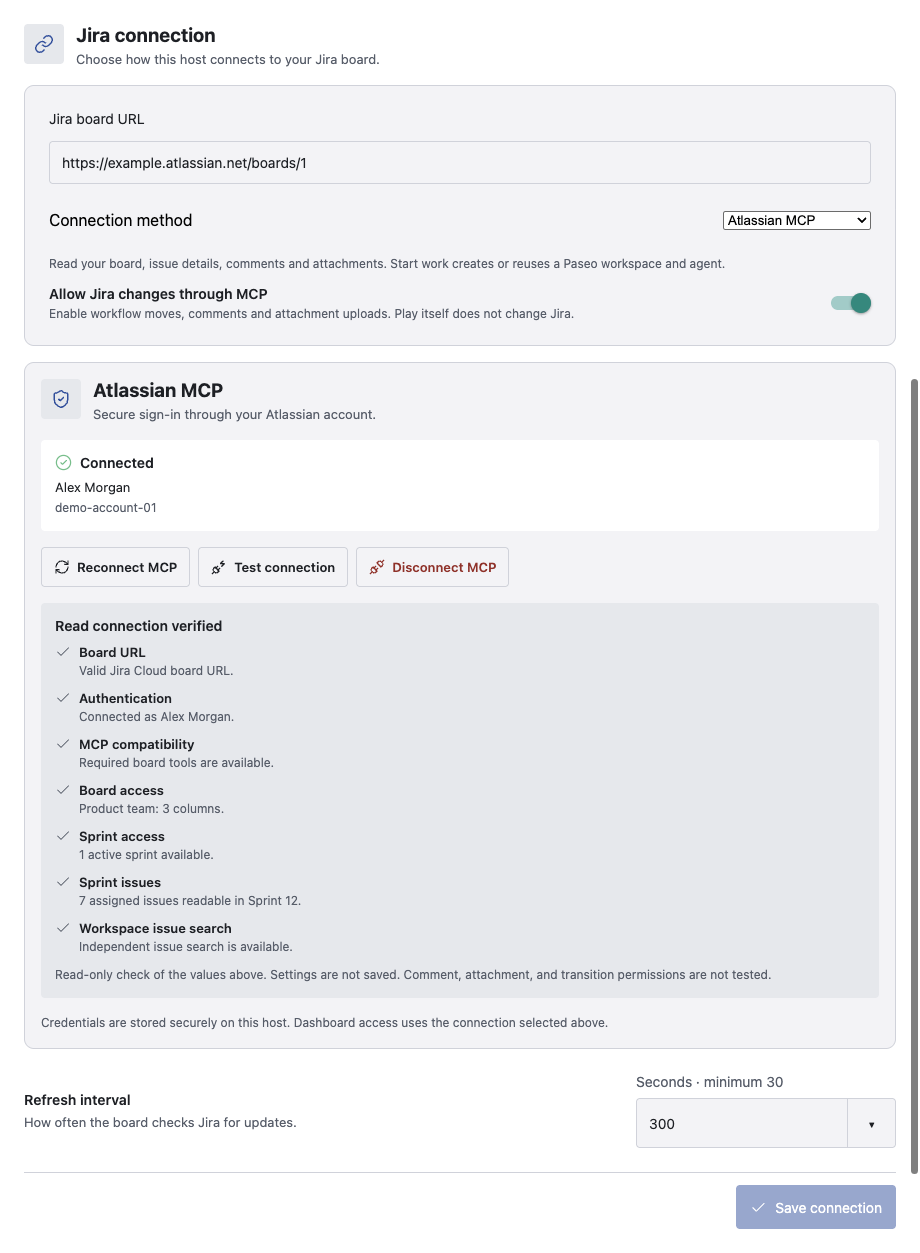 Jira connection
Choose how this host connects to your Jira board.
Jira board URL
https://example.atlassian.net/boards/1
Connection method
Atlassian MCP
Read your board, issue details, comments and attachments. Start work creates or reuses a Paseo workspace and agent.
Allow Jira changes through MCP
Enable workflow moves, comments and attachment uploads. Play itself does not change Jira.
Atlassian MCP
Secure sign-in through your Atlassian account.
Connected
Alex Morgan
demo-account-01
Reconnect MCP
Test connection
Disconnect MCP
Read connection verified
Board URL
Valid Jira Cloud board URL.
Authentication
Connected as Alex Morgan.
MCP compatibility
Required board tools are available.
Board access
Product team: 3 columns.
Sprint access
1 active sprint available.
Sprint issues
7 assigned issues readable in Sprint 12.
Workspace issue search
Independent issue search is available.
Read-only check of the values above. Settings are not saved. Comment, attachment, and transition permissions are not tested.
Credentials are stored securely on this host. Dashboard access uses the connection selected above.
Refresh interval
How often the board checks Jira for updates.
Seconds · minimum 30
300
Save connection